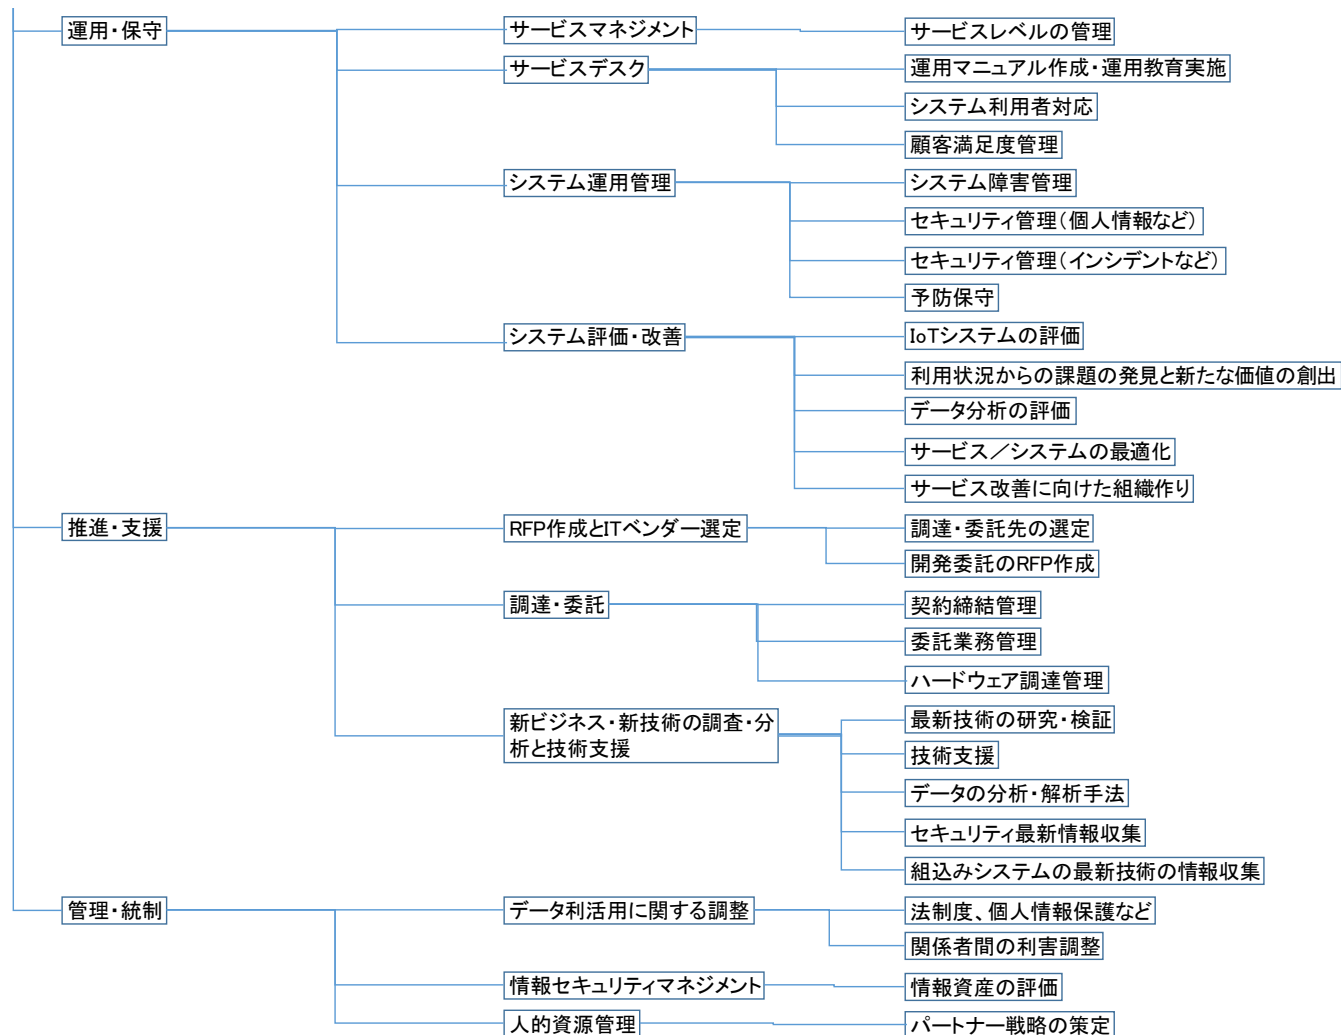 運用・保守
サービスマネジメント
サービスレベルの管理
サービスデスク
運用マニュアル作成・運用教育実施
システム利用者対応
顧客満足度管理
システム運用管理
システム障害管理
セキュリティ管理(個人情報など)
セキュリティ管理(インシデントなど)
予防保守
システム評価・改善
IoTシステムの評価
利用状況からの課題の発見と新たな価値の創出
データ分析の評価
サービス/システムの最適化
サービス改善に向けた組織作り
推進・支援
RFP作成とITベンダー選定
調達・委託先の選定
開発委託のRFP作成
調達・委託
契約締結管理
委託業務管理
ハードウェア調達管理
新ビジネス・新技術の調査・分
析と技術支援
最新技術の研究・検証
技術支援
データの分析・解析手法
セキュリティ最新情報収集
組込みシステムの最新技術の情報収集
管理・統制
データ利活用に関する調整
法制度、個人情報保護など
関係者間の利害調整
情報セキュリティマネジメント
情報資産の評価
人的資源管理
パートナー戦略の策定